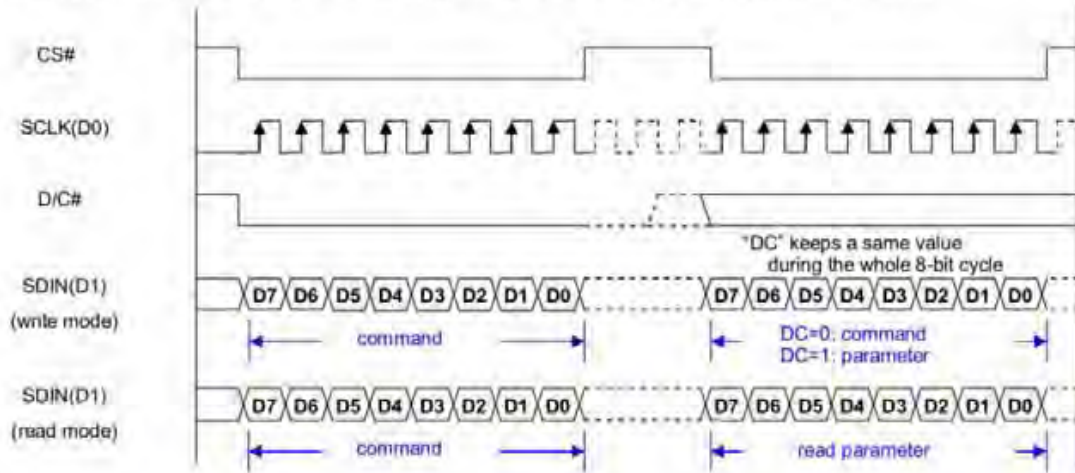 CS#
SCLK(D0)
D/C#
"DC" keeps a same value
during the whole 8-bit cycle
SDIN(D1)
(write mode)
D7 D6 D5 D4 D3 D2 D1 D0
D7 D6 D5 D4 D3 D2 D1 D0
command
DC=0: command
DC=1: parameter
SDIN(D1)
(read mode)
D7 D6 D5 D4 D3 D2 D1 D0
D7 D6 D5 D4 D3 D2 D1 D0
command
read parameter